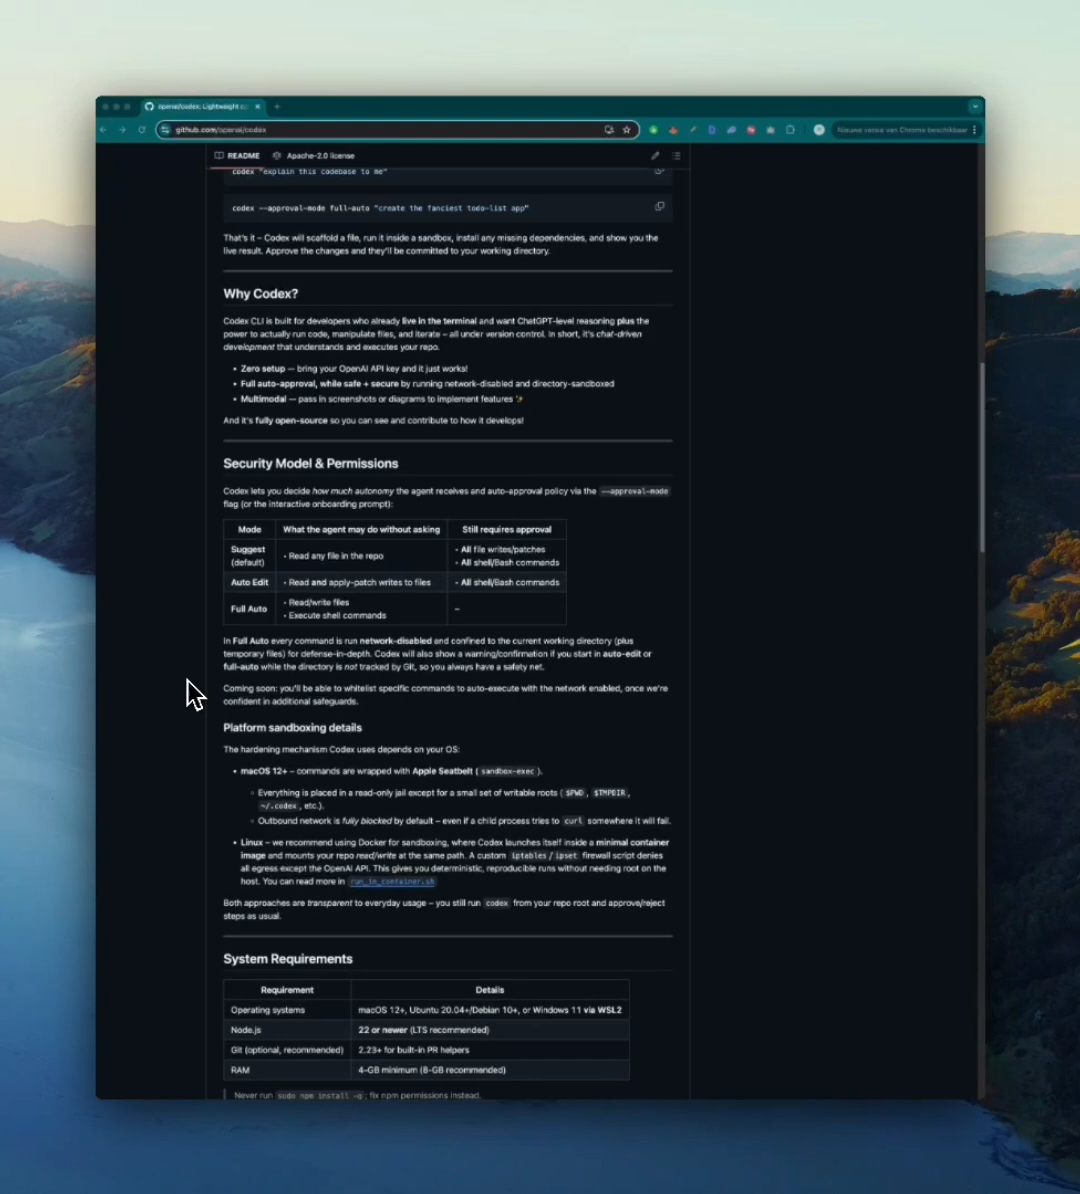 openai/codex: Lightweight co
github.com/openai/codex
Nieuwe versie van Chrome beschikbaar
README
Apache-2.0 license
codex "explain this codebase to me"
codex --approval-mode full-auto "create the fanciest todo-list app"
That's it – Codex will scaffold a file, run it inside a sandbox, install any missing dependencies, and show you the
live result. Approve the changes and they'll be committed to your working directory.
Why Codex?
Codex CLI is built for developers who already live in the terminal and want ChatGPT-level reasoning plus the
power to actually run code, manipulate files, and iterate – all under version control. In short, it's chat-driven
development that understands and executes your repo.
• Zero setup — bring your OpenAI API key and it just works!
• Full auto-approval, while safe + secure by running network-disabled and directory-sandboxed
• Multimodal — pass in screenshots or diagrams to implement features ✨
And it's fully open-source so you can see and contribute to how it develops!
Security Model & Permissions
Codex lets you decide how much autonomy the agent receives and auto-approval policy via the --approval-mode
flag (or the interactive onboarding prompt):
Mode What the agent may do without asking Still requires approval
Suggest
(default)
• Read any file in the repo
• All file writes/patches
• All shell/Bash commands
Auto Edit • Read and apply-patch writes to files • All shell/Bash commands
Full Auto
• Read/write files
• Execute shell commands
–
In Full Auto every command is run network-disabled and confined to the current working directory (plus
temporary files) for defense-in-depth. Codex will also show a warning/confirmation if you start in auto-edit or
full-auto while the directory is not tracked by Git, so you always have a safety net.
Coming soon: you'll be able to whitelist specific commands to auto-execute with the network enabled, once we're
confident in additional safeguards.
Platform sandboxing details
The hardening mechanism Codex uses depends on your OS:
• macOS 12+ – commands are wrapped with Apple Seatbelt ( sandbox-exec ).
◦ Everything is placed in a read-only jail except for a small set of writable roots ( $PWD , $TMPDIR ,
~/.codex , etc.).
◦ Outbound network is fully blocked by default – even if a child process tries to curl somewhere it will fail.
• Linux – we recommend using Docker for sandboxing, where Codex launches itself inside a minimal container
image and mounts your repo read/write at the same path. A custom iptables / ipset firewall script denies
all egress except the OpenAI API. This gives you deterministic, reproducible runs without needing root on the
host. You can read more in run_in_container.sh
Both approaches are transparent to everyday usage – you still run codex from your repo root and approve/reject
steps as usual.
System Requirements
Requirement Details
Operating systems macOS 12+, Ubuntu 20.04+/Debian 10+, or Windows 11 via WSL2
Node.js 22 or newer (LTS recommended)
Git (optional, recommended) 2.23+ for built-in PR helpers
RAM 4-GB minimum (8-GB recommended)
Never run sudo npm install -g ; fix npm permissions instead.